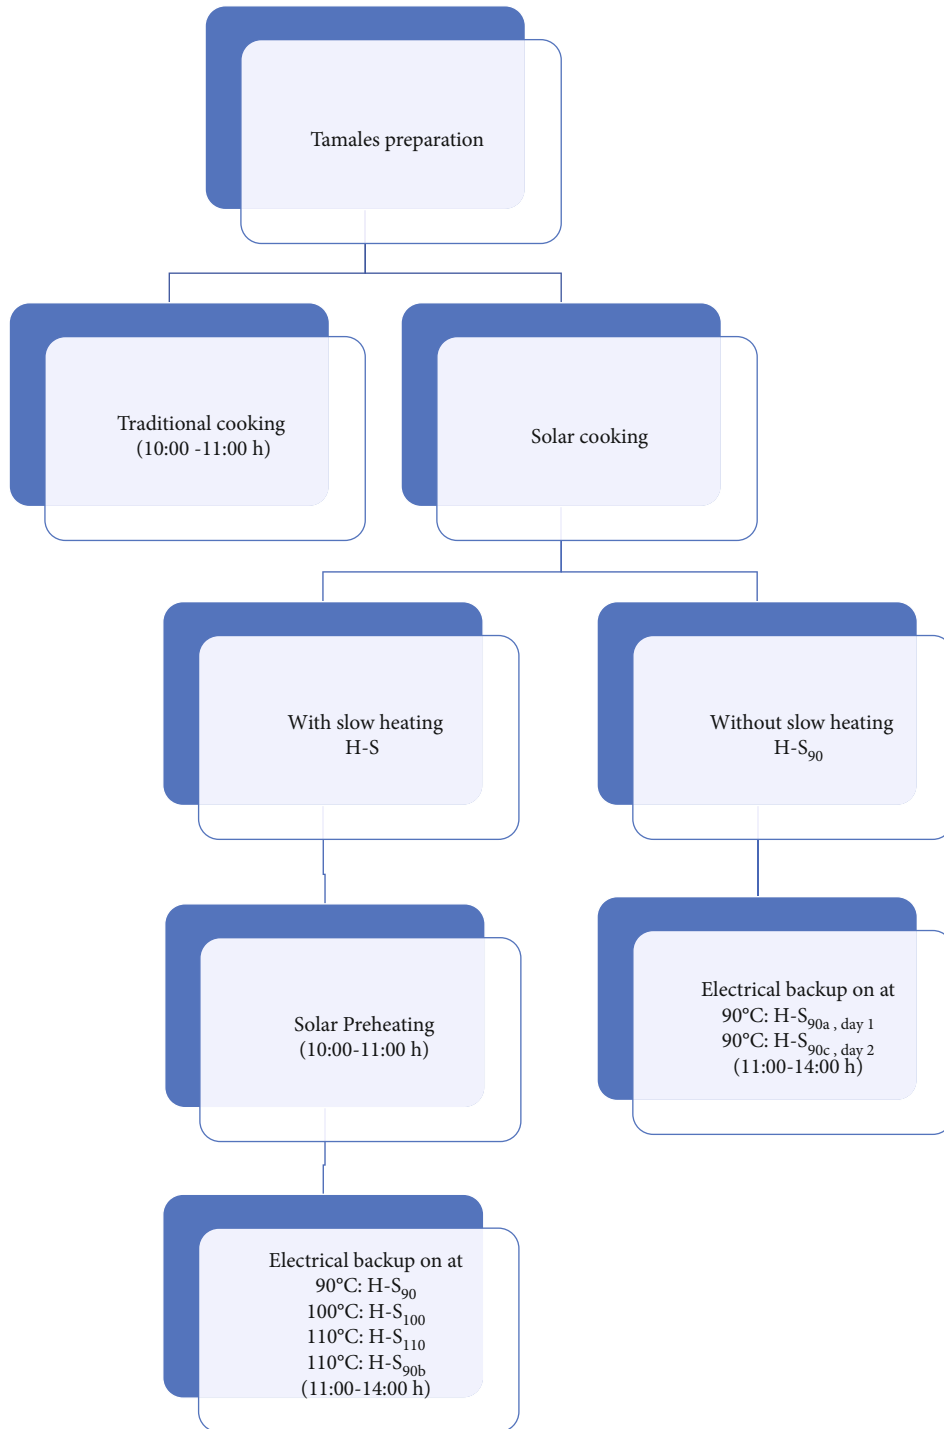 Tamales preparation
Traditional cooking
(10:00 -11:00 h)
Solar cooking
With slow heating
H-S
Without slow heating
H-S90
Solar Preheating
(10:00-11:00 h)
Electrical backup on at
90°C: H-S90a , day 1
90°C: H-S90c , day 2
(11:00-14:00 h)
Electrical backup on at
90°C: H-S90
100°C: H-S100
110°C: H-S110
110°C: H-S90b
(11:00-14:00 h)